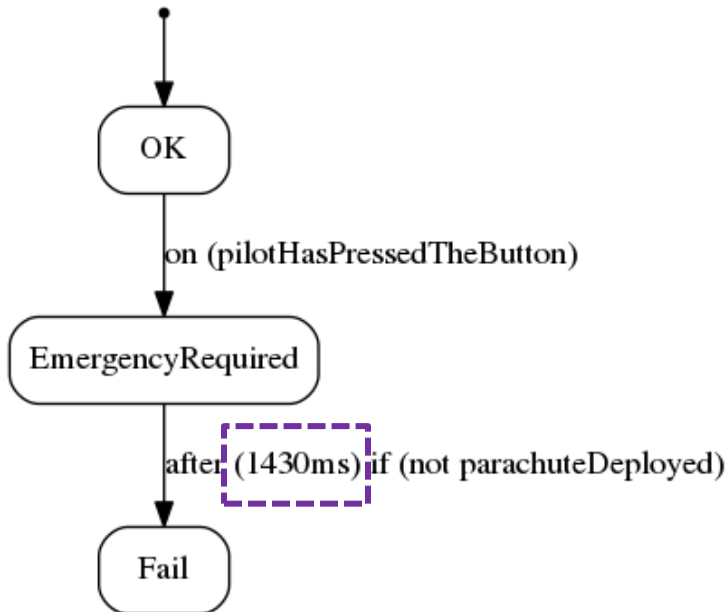 OK
on (pilotHasPressedTheButton)
EmergencyRequired
after (1430ms) if (not parachuteDeployed)
Fail